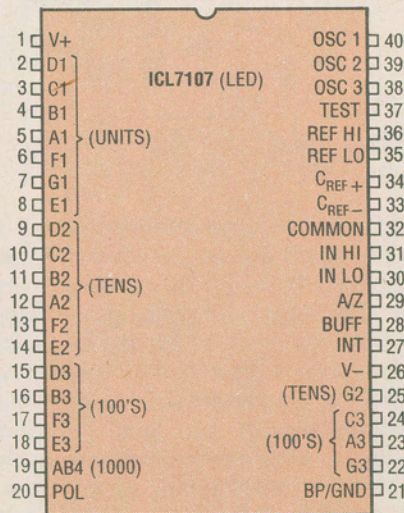 ICL7107 (LED)
1 V+
2 D1
3 C1
4 B1
5 A1
6 F1
7 G1
8 E1
(UNITS)
9 D2
10 C2
11 B2
12 A2
13 F2
14 E2
(TENS)
15 D3
16 B3
17 F3
18 E3
(100'S)
19 AB4 (1000)
20 POL
OSC 1 40
OSC 2 39
OSC 3 38
TEST 37
REF HI 36
REF LO 35
CREF + 34
CREF – 33
COMMON 32
IN HI 31
IN LO 30
A/Z 29
BUFF 28
INT 27
V– 26
(TENS) G2 25
C3 24
(100'S) A3 23
G3 22
BP/GND 21